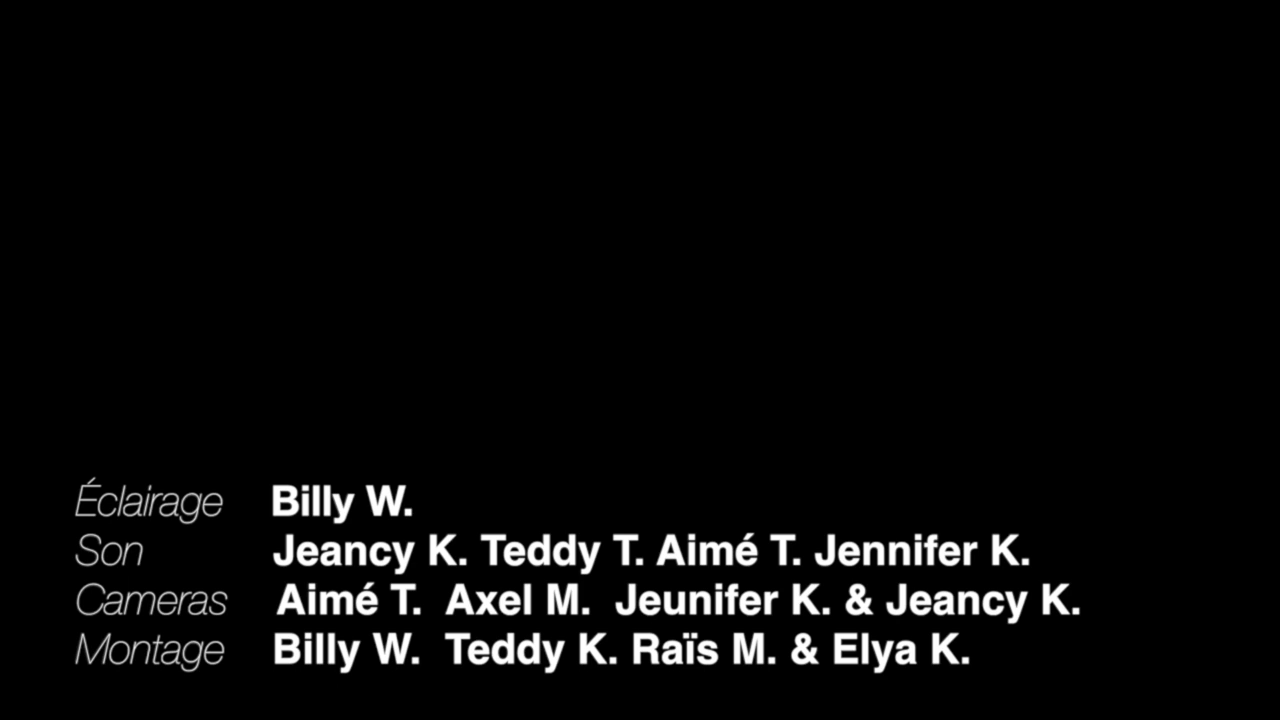 Éclairage Billy W.
Son Jeancy K. Teddy T. Aimé T. Jennifer K.
Cameras Aimé T. Axel M. Jeunifer K. & Jeancy K.
Montage Billy W. Teddy K. Raïs M. & Elya K.